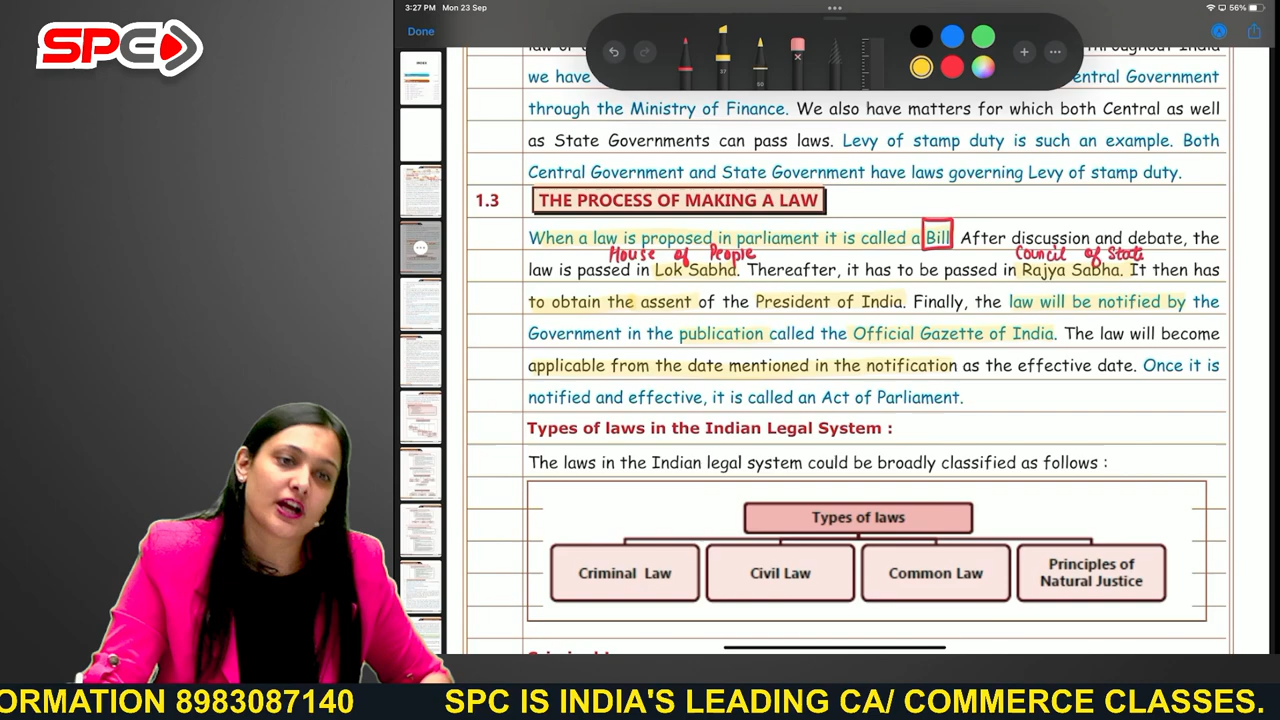 3:27 PM Mon 23 Sep
56%
SPC
Done
INDEX
37
we have
through the Ministry of Finance. We also have matter for which both Central as well
as State Governments can pass laws. Law of stamp duty is such an example. Both
Central Government and State Government have law governing Levy of stamp duty.
1.3 THE PROCESS OF MAKING A LAW
When a law is proposed in parliament it is called a After discussion and debate, the
House of People
Council of
law is passed in Lok Sabha. Thereafter it has to be passed in Rajya Sabha. It then needs
to obtain the assent of the President of India. Finally, the law will be notified by the
Government in the publication called the Official Gazette of India. The law will become
applicable from the date mentioned in the notification as the effective date. Once it is
notified and effective, it is called an Act of Parliament.
Types of laws in the Indian Legal System :
The laws in the Indian legal system could be broadly classified as follows
Types of Laws
Criminal Law
Civil Law
Common Law
Principles of
Natural Justice
ORMATION 8983087140 SPC IS INDIA'S LEADING CA/ COMMERCE CLASSES.